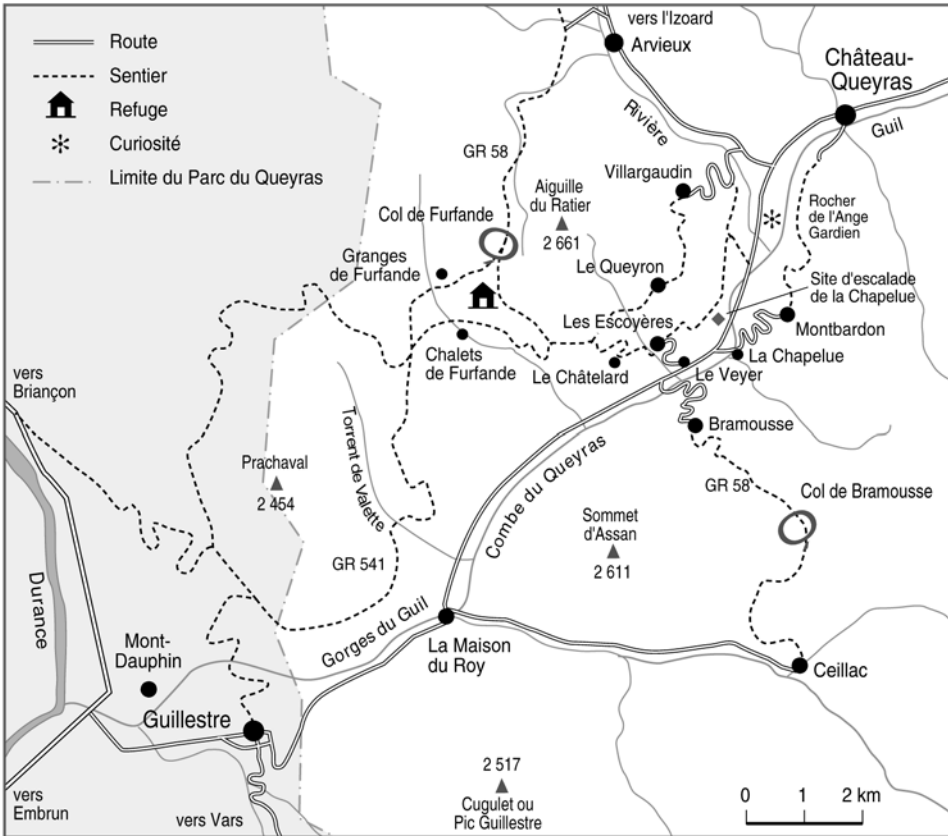 Route
Sentier
Refuge
Curiosité
Limite du Parc du Queyras
vers l'Izoard
Arvieux
Château-
Queyras
Rivière
Guil
GR 58
Villargaudin
Aiguille
du Ratier
2 661
Rocher
de l'Ange
Gardien
Col de Furfande
Granges
de Furfande
Le Queyron
Site d'escalade
de la Chapelue
Les Escoyères
Montbardon
Chalets
de Furfande
Le Châtelard
La Chapelue
Le Veyer
vers
Briançon
Bramousse
Torrent de Valette
Combe du Queyras
Prachaval
2 454
GR 58
Col de Bramousse
Sommet
d'Assan
2 611
GR 541
Durance
Gorges du Guil
Mont-
Dauphin
La Maison
du Roy
Ceillac
Guillestre
2 517
Cugulet ou
Pic Guillestre
vers
Embrun
vers Vars
0 1 2 km